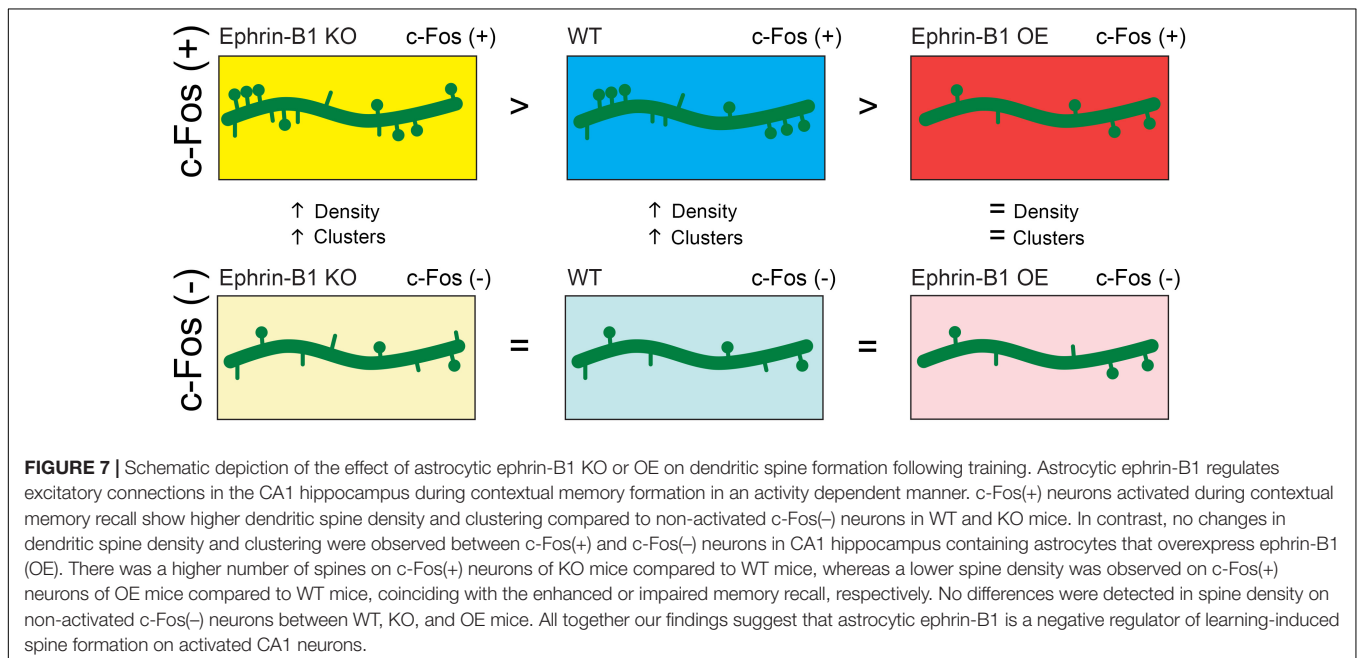 c-Fos (+)
Ephrin-B1 KO c-Fos (+)
WT c-Fos (+)
Ephrin-B1 OE c-Fos (+)
> >
↑ Density
↑ Clusters
↑ Density
↑ Clusters
= Density
= Clusters
c-Fos (-)
Ephrin-B1 KO c-Fos (-)
WT c-Fos (-)
Ephrin-B1 OE c-Fos (-)
= =
FIGURE 7 | Schematic depiction of the effect of astrocytic ephrin-B1 KO or OE on dendritic spine formation following training. Astrocytic ephrin-B1 regulates
excitatory connections in the CA1 hippocampus during contextual memory formation in an activity dependent manner. c-Fos(+) neurons activated during contextual
memory recall show higher dendritic spine density and clustering compared to non-activated c-Fos(–) neurons in WT and KO mice. In contrast, no changes in
dendritic spine density and clustering were observed between c-Fos(+) and c-Fos(–) neurons in CA1 hippocampus containing astrocytes that overexpress ephrin-B1
(OE). There was a higher number of spines on c-Fos(+) neurons of KO mice compared to WT mice, whereas a lower spine density was observed on c-Fos(+)
neurons of OE mice compared to WT mice, coinciding with the enhanced or impaired memory recall, respectively. No differences were detected in spine density on
non-activated c-Fos(–) neurons between WT, KO, and OE mice. All together our findings suggest that astrocytic ephrin-B1 is a negative regulator of learning-induced
spine formation on activated CA1 neurons.